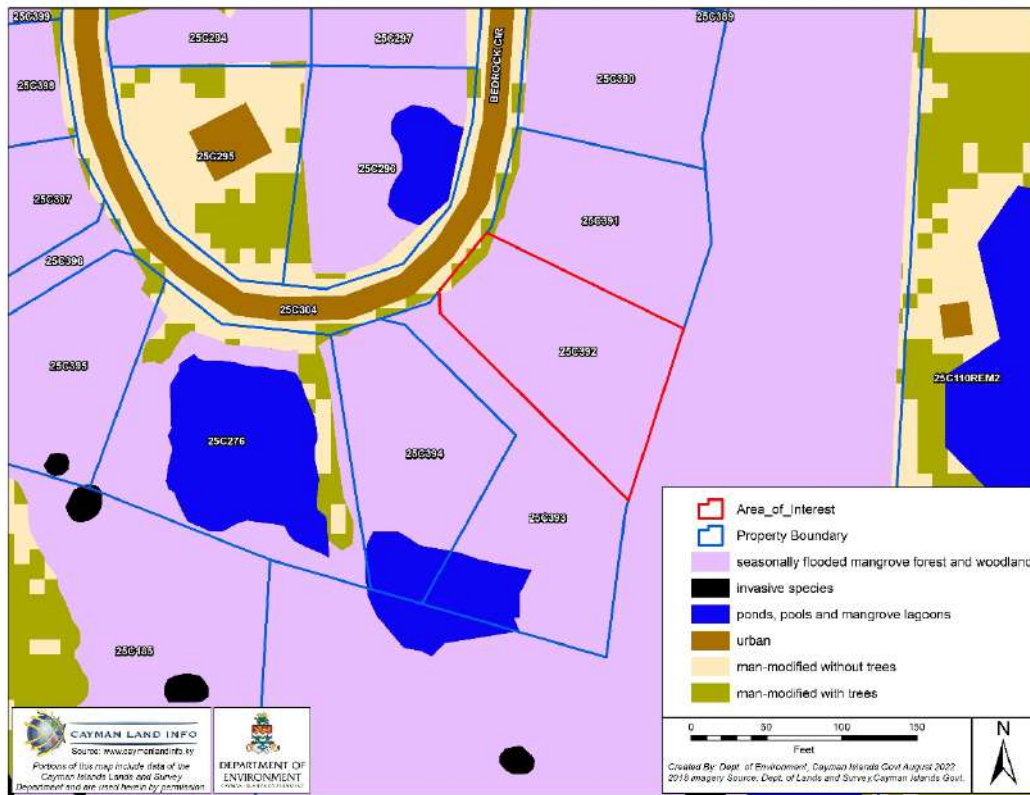 25C399
25C294
25C297
25C389
BEDROCK CIR
25C390
25C398
25C295
25C296
25C397
25C391
25C396
25C304
25C392
25C395
25C110REM2
25C276
25C394
25C393
25C185
Area_of_Interest
Property Boundary
seasonally flooded mangrove forest and woodland
invasive species
ponds, pools and mangrove lagoons
urban
man-modified without trees
man-modified with trees
0 50 100 150
Feet
N
Created By: Dept. of Environment, Cayman Islands Govt August 2022
2018 Imagery Source: Dept. of Lands and Survey, Cayman Islands Govt.
CAYMAN LAND INFO
Source: www.caymanlandinfo.ky
Portions of this map include data of the
Cayman Islands Lands and Survey
Department and are used herein by permission
DEPARTMENT OF
ENVIRONMENT